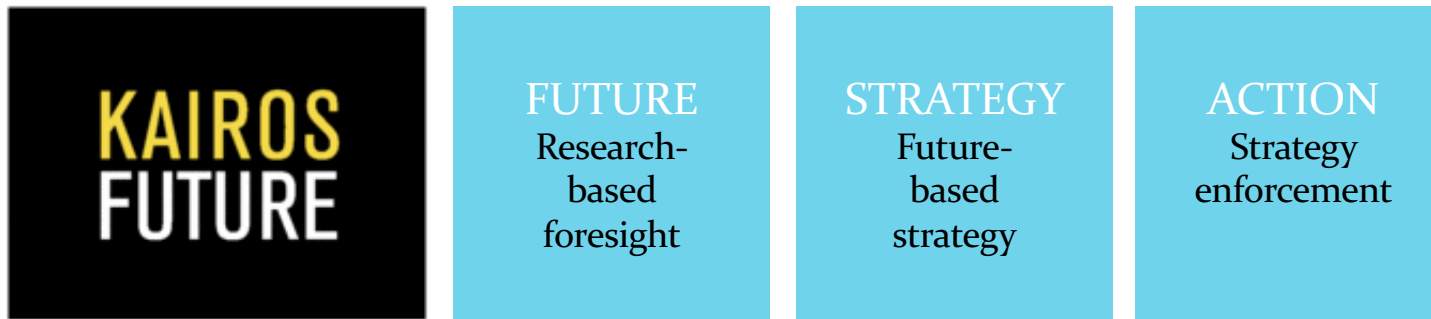 KAIROS
FUTURE
FUTURE
Research-
based
foresight
STRATEGY
Future-
based
strategy
ACTION
Strategy
enforcement